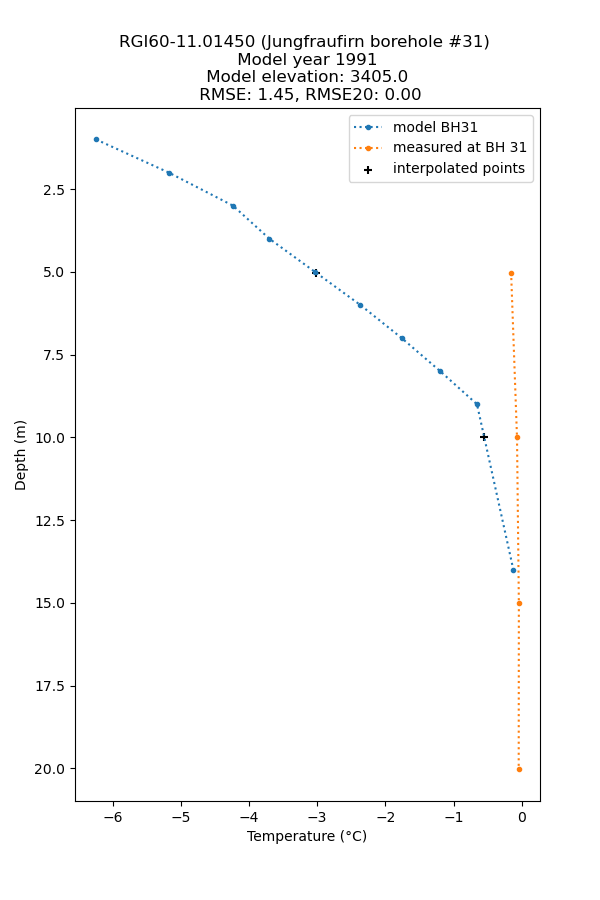 RGI60-11.01450 (Jungfraufirn borehole #31)
Model year 1991
Model elevation: 3405.0
RMSE: 1.45, RMSE20: 0.00
model BH31
measured at BH 31
interpolated points
2.5
5.0
7.5
10.0
12.5
15.0
17.5
20.0
Depth (m)
−6
−5
−4
−3
−2
−1
0
Temperature (°C)